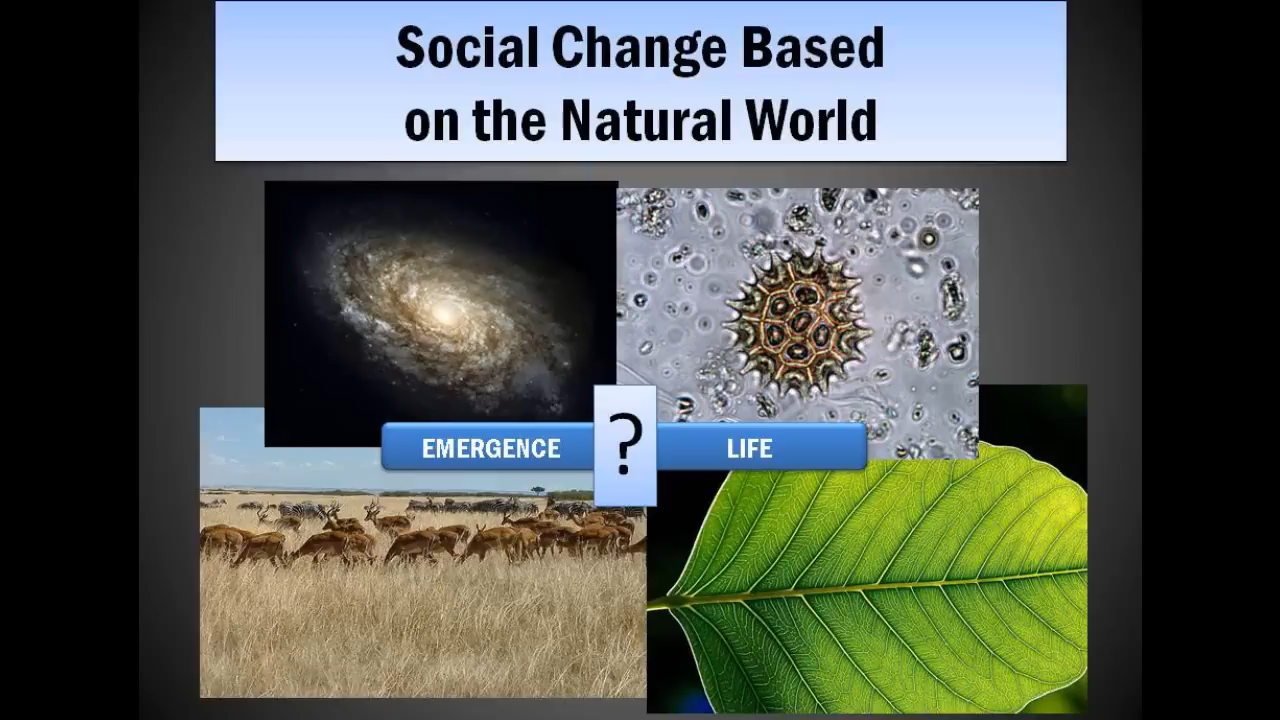 Social Change Based
on the Natural World
EMERGENCE ? LIFE